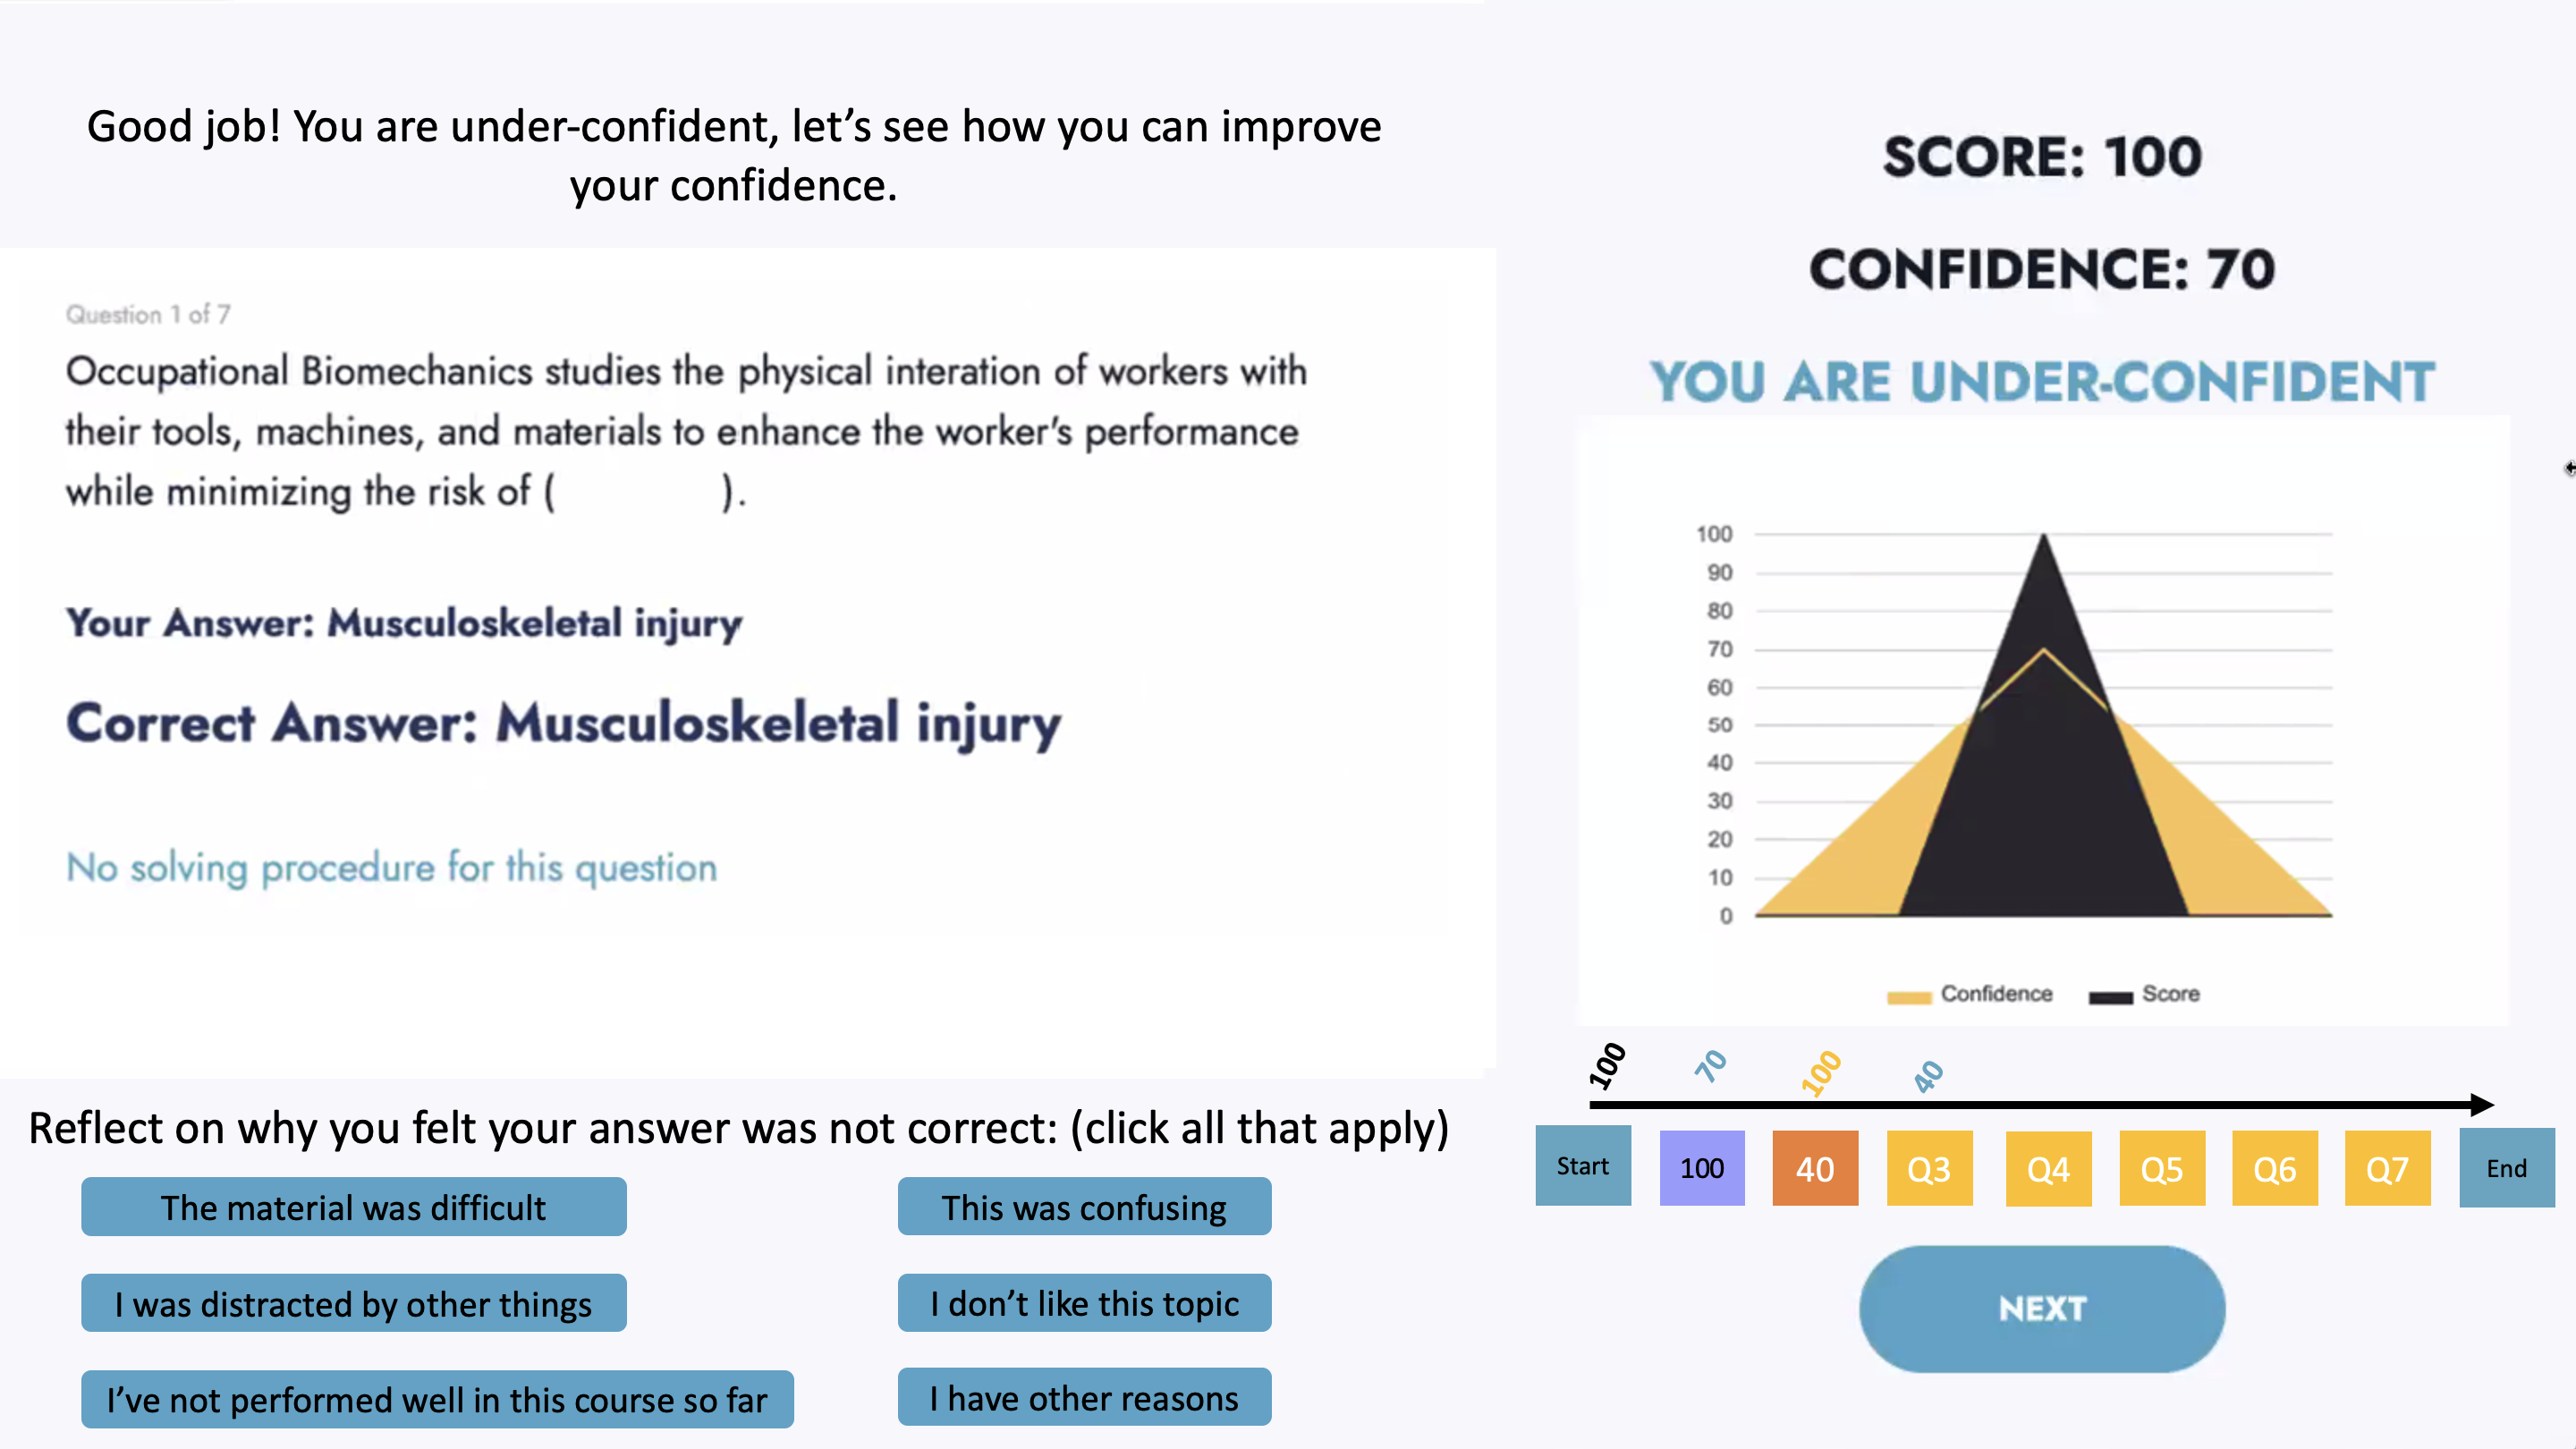 Good job! You are under-confident, let’s see how you can improve
your confidence.
Question 1 of 7
Occupational Biomechanics studies the physical interation of workers with
their tools, machines, and materials to enhance the worker's performance
while minimizing the risk of (          ).
Your Answer: Musculoskeletal injury
Correct Answer: Musculoskeletal injury
No solving procedure for this question
Reflect on why you felt your answer was not correct: (click all that apply)
The material was difficult
This was confusing
I was distracted by other things
I don’t like this topic
I’ve not performed well in this course so far
I have other reasons
SCORE: 100
CONFIDENCE: 70
YOU ARE UNDER-CONFIDENT
100
90
80
70
60
50
40
30
20
10
0
Confidence Score
100 70 100 40
Start 100 40 Q3 Q4 Q5 Q6 Q7 End
NEXT